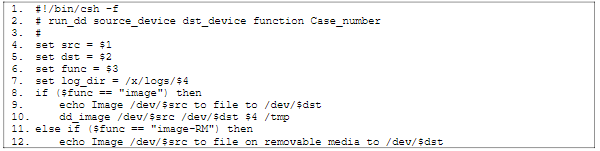 1. #!/bin/csh -f
2. # run_dd source_device dst_device function Case_number
3. #
4. set src = $1
5. set dst = $2
6. set func = $3
7. set log_dir = /x/logs/$4
8. if ($func == "image") then
9. echo Image /dev/$src to file to /dev/$dst
10. dd_image /dev/$src /dev/$dst $4 /tmp
11. else if ($func == "image-RM") then
12. echo Image /dev/$src to file on removable media to /dev/$dst